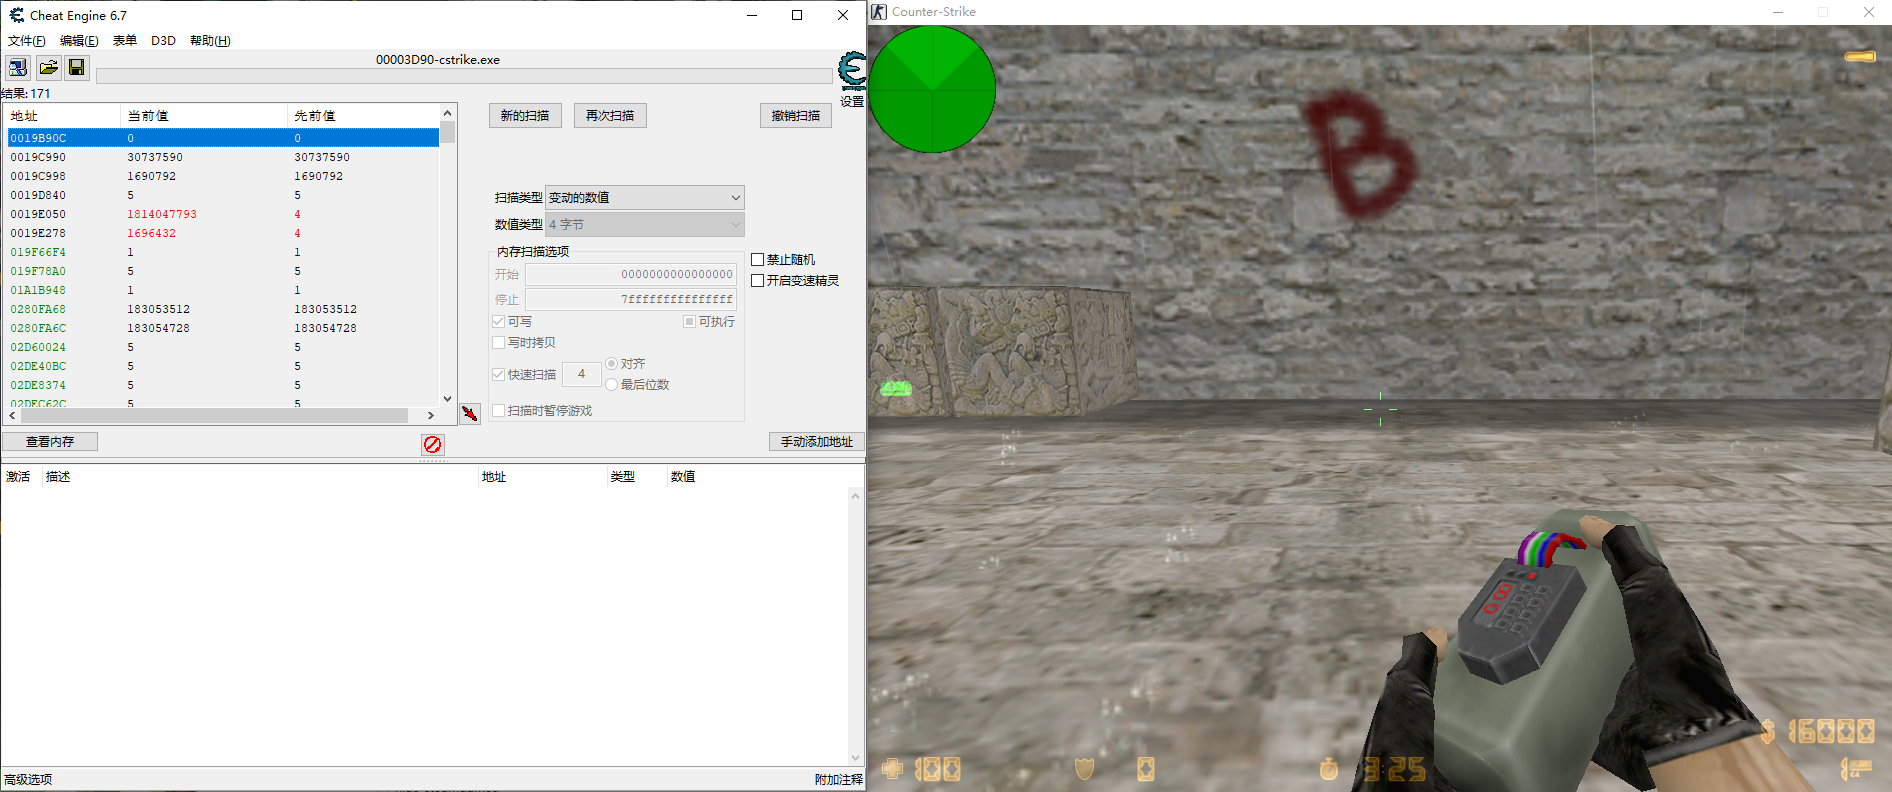 Cheat Engine 6.7
文件(F) 编辑(E) 表单 D3D 帮助(H)
00003D90-cstrike.exe
设置
结果: 171
地址 当前值 先前值
0019B90C 0 0
0019C990 30737590 30737590
0019C998 1690792 1690792
0019D840 5 5
0019E050 1814047793 4
0019E278 1696432 4
019F66F4 1 1
019F78A0 5 5
01A1B948 1 1
0280FA68 183053512 183053512
0280FA6C 183054728 183054728
02D60024 5 5
02DE40BC 5 5
02DE8374 5 5
02DEC62C 5 5
新的扫描 再次扫描 撤销扫描
扫描类型 变动的数值
数值类型 4 字节
内存扫描选项
开始 0000000000000000
停止 7fffffffffffffff
可写 可执行
写时拷贝
快速扫描 4 对齐
最后位数
扫描时暂停游戏
禁止随机
开启变速精灵
查看内存 手动添加地址
激活 描述 地址 类型 数值
高级选项 附加注释
Counter-Strike
B
$ 16000
100 0 3:25
C4